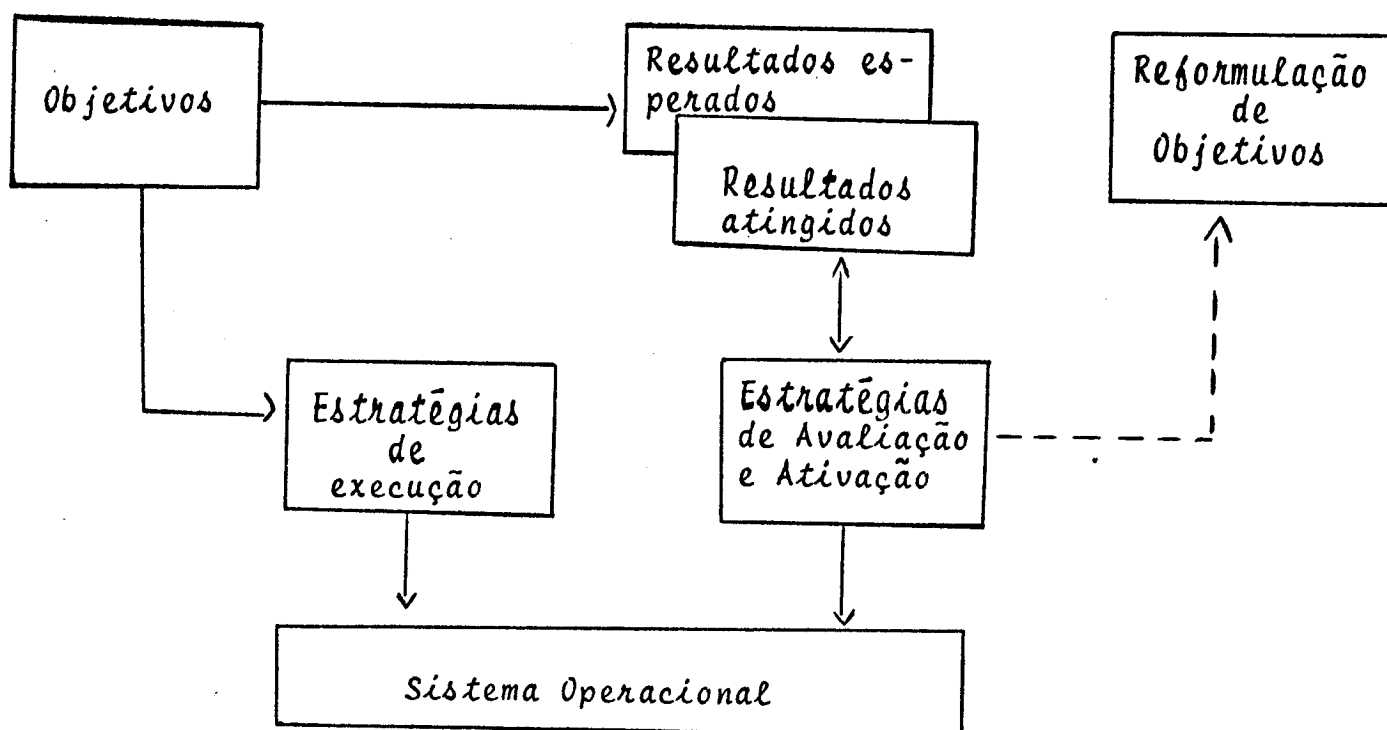 Objetivos
Resultados es-
perados
Resultados
atingidos
Reformulação
de
Objetivos
Estratégias
de
execução
Estratégias
de Avaliação
e Ativação
Sistema Operacional